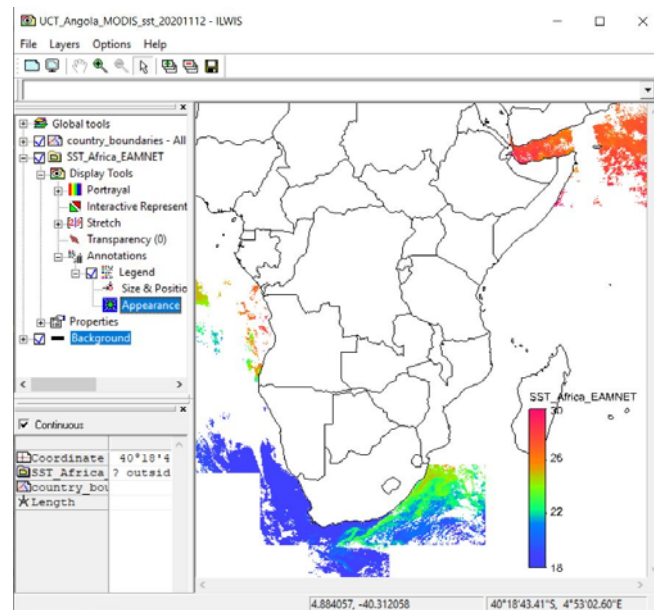 UCT_Angola_MODIS_sst_20201112 - ILWIS
File Layers Options Help
Global tools
country_boundaries - All
SST_Africa_EAMNET
Display Tools
Portrayal
Interactive Represent
Stretch
Transparency (0)
Annotations
Legend
Size & Positio
Appearance
Properties
Background
Continuous
Coordinate 40°18'4
SST_Africa_ ? outsid
country_bou
Length
SST_Africa_EAMNET
30
26
22
18
4.884057, -40.312058 40°18'43.41"S, 4°53'02.60"E